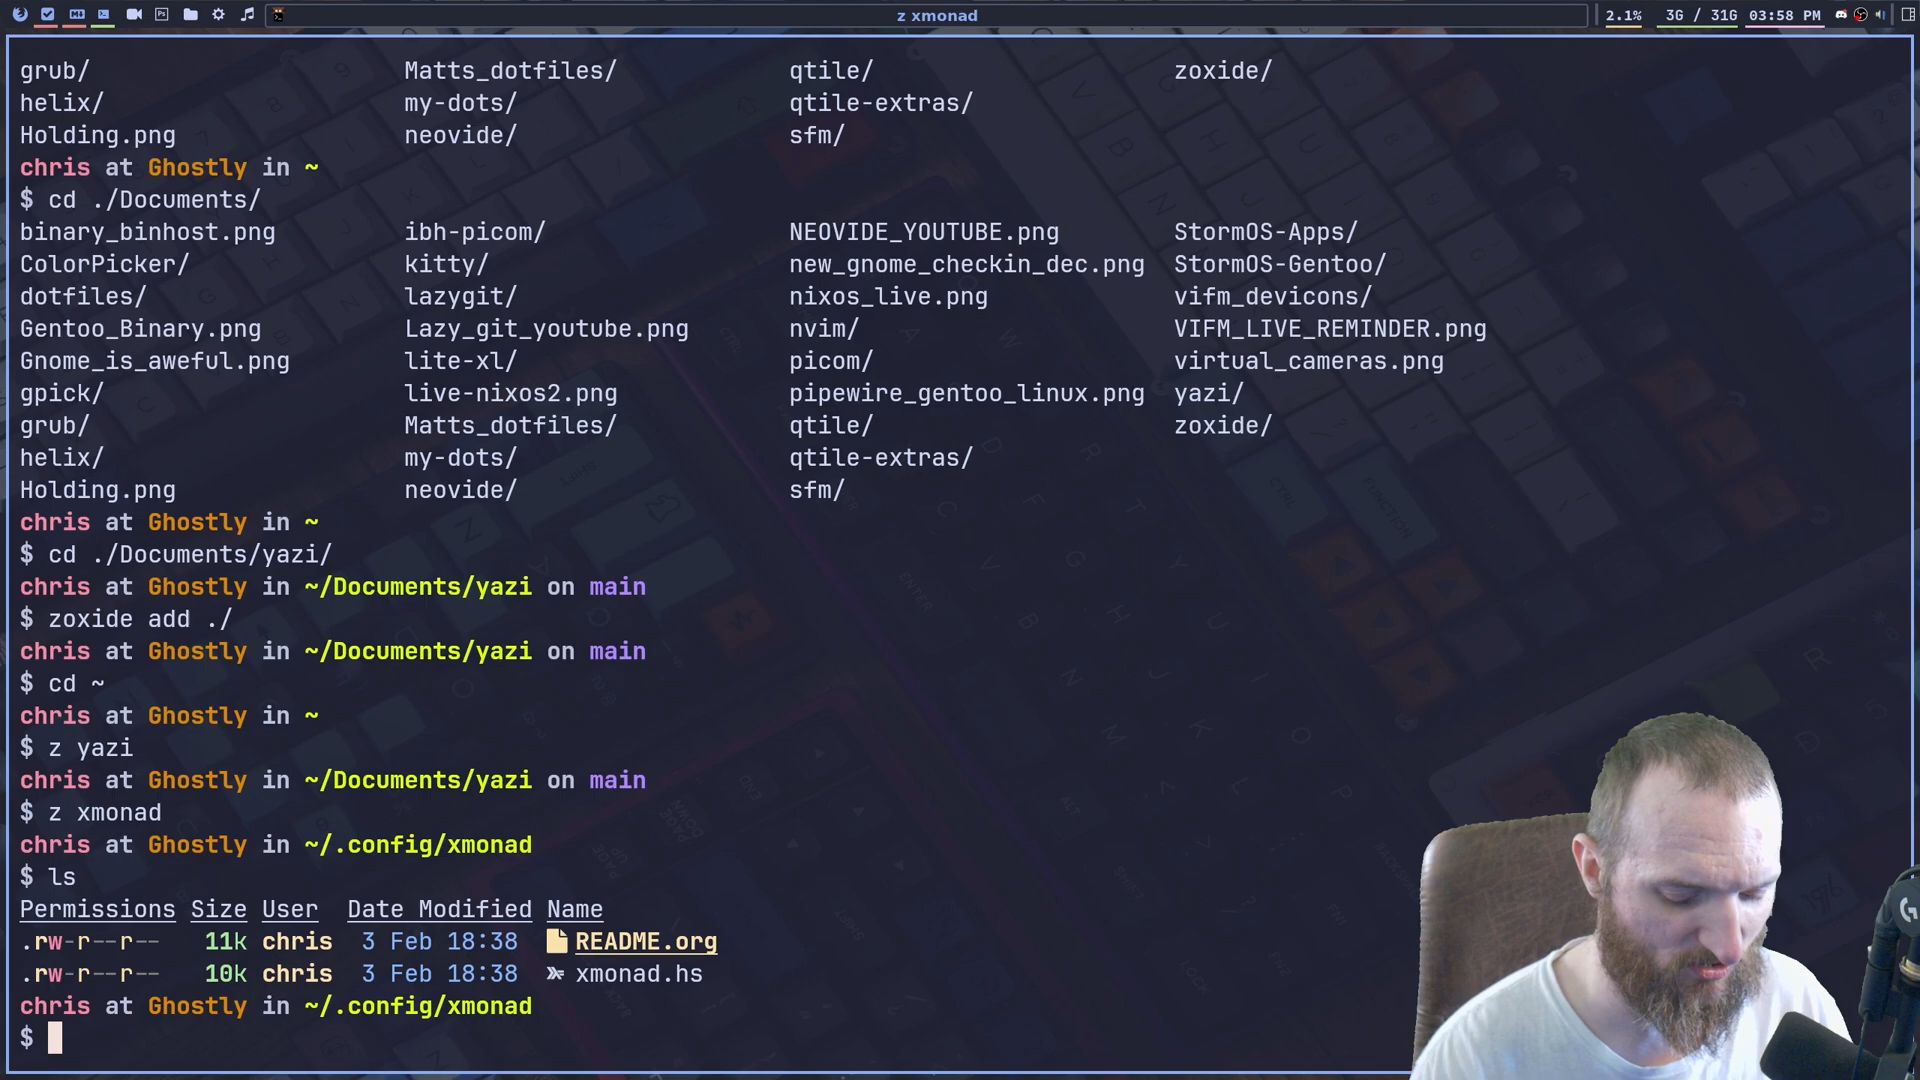 z xmonad
2.1% 3G / 31G 03:58 PM
grub/ Matts_dotfiles/ qtile/ zoxide/
helix/ my-dots/ qtile-extras/
Holding.png neovide/ sfm/
chris at Ghostly in ~
$ cd ./Documents/
binary_binhost.png ibh-picom/ NEOVIDE_YOUTUBE.png StormOS-Apps/
ColorPicker/ kitty/ new_gnome_checkin_dec.png StormOS-Gentoo/
dotfiles/ lazygit/ nixos_live.png vifm_devicons/
Gentoo_Binary.png Lazy_git_youtube.png nvim/ VIFM_LIVE_REMINDER.png
Gnome_is_aweful.png lite-xl/ picom/ virtual_cameras.png
gpick/ live-nixos2.png pipewire_gentoo_linux.png yazi/
grub/ Matts_dotfiles/ qtile/ zoxide/
helix/ my-dots/ qtile-extras/
Holding.png neovide/ sfm/
chris at Ghostly in ~
$ cd ./Documents/yazi/
chris at Ghostly in ~/Documents/yazi on main
$ zoxide add ./
chris at Ghostly in ~/Documents/yazi on main
$ cd ~
chris at Ghostly in ~
$ z yazi
chris at Ghostly in ~/Documents/yazi on main
$ z xmonad
chris at Ghostly in ~/.config/xmonad
$ ls
Permissions Size User Date Modified Name
.rw-r--r-- 11k chris 3 Feb 18:38 README.org
.rw-r--r-- 10k chris 3 Feb 18:38 xmonad.hs
chris at Ghostly in ~/.config/xmonad
$